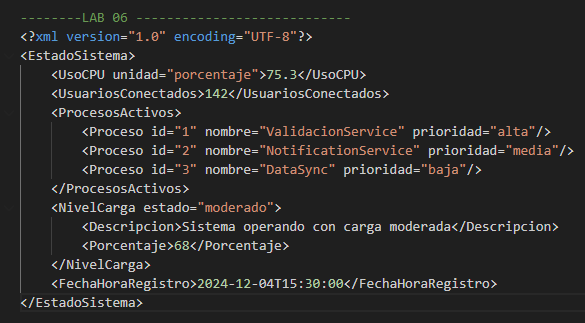 --------LAB 06 ----------------------------
<?xml version="1.0" encoding="UTF-8"?>
<EstadoSistema>
    <UsoCPU unidad="porcentaje">75.3</UsoCPU>
    <UsuariosConectados>142</UsuariosConectados>
    <ProcesosActivos>
        <Proceso id="1" nombre="ValidacionService" prioridad="alta"/>
        <Proceso id="2" nombre="NotificationService" prioridad="media"/>
        <Proceso id="3" nombre="DataSync" prioridad="baja"/>
    </ProcesosActivos>
    <NivelCarga estado="moderado">
        <Descripcion>Sistema operando con carga moderada</Descripcion>
        <Porcentaje>68</Porcentaje>
    </NivelCarga>
    <FechaHoraRegistro>2024-12-04T15:30:00</FechaHoraRegistro>
</EstadoSistema>